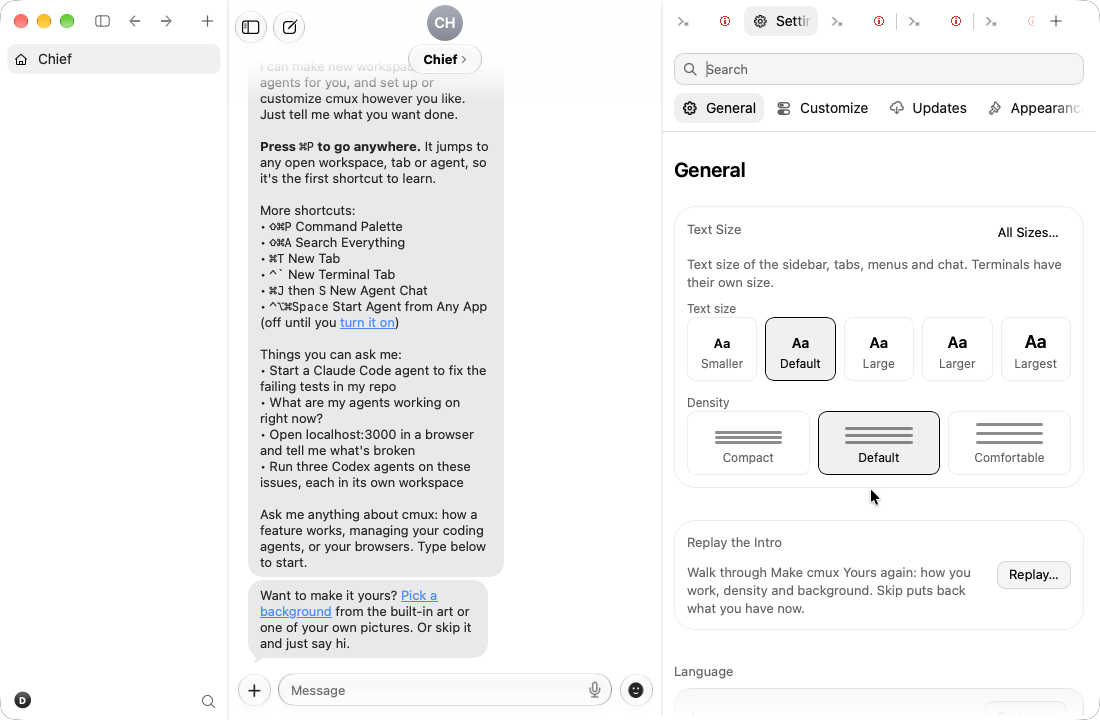 Chief
D
CH
Chief
I can make new workspac
agents for you, and set up or
customize cmux however you like.
Just tell me what you want done.
Press ⌘P to go anywhere. It jumps to
any open workspace, tab or agent, so
it's the first shortcut to learn.
More shortcuts:
• ⇧⌘P Command Palette
• ⇧⌘A Search Everything
• ⌘T New Tab
• ^` New Terminal Tab
• ⌘J then S New Agent Chat
• ^⌥⌘Space Start Agent from Any App
(off until you turn it on)
Things you can ask me:
• Start a Claude Code agent to fix the
failing tests in my repo
• What are my agents working on
right now?
• Open localhost:3000 in a browser
and tell me what's broken
• Run three Codex agents on these
issues, each in its own workspace
Ask me anything about cmux: how a
feature works, managing your coding
agents, or your browsers. Type below
to start.
Want to make it yours? Pick a
background from the built-in art or
one of your own pictures. Or skip it
and just say hi.
Message
Settin
Search
General Customize Updates Appearanc
General
Text Size
All Sizes...
Text size of the sidebar, tabs, menus and chat. Terminals have
their own size.
Text size
Aa Aa Aa Aa Aa
Smaller Default Large Larger Largest
Density
Compact Default Comfortable
Replay the Intro
Walk through Make cmux Yours again: how you
work, density and background. Skip puts back
what you have now.
Replay...
Language